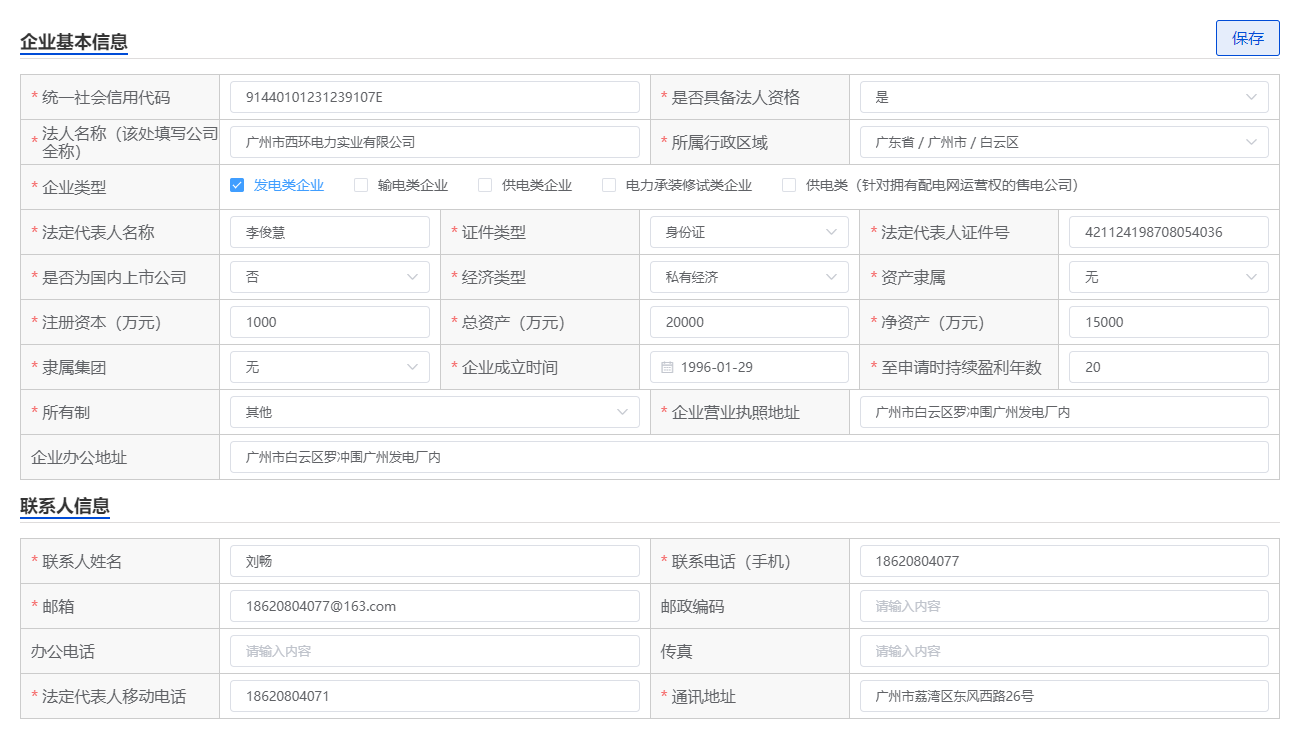 企业基本信息
保存
* 统一社会信用代码 91440101231239107E * 是否具备法人资格 是
* 法人名称（该处填写公司全称） 广州市西环电力实业有限公司 * 所属行政区域 广东省 / 广州市 / 白云区
* 企业类型 发电类企业 输电类企业 供电类企业 电力承装修试类企业 供电类（针对拥有配电网运营权的售电公司）
* 法定代表人名称 李俊慧 * 证件类型 身份证 * 法定代表人证件号 421124198708054036
* 是否为国内上市公司 否 * 经济类型 私有经济 * 资产隶属 无
* 注册资本（万元） 1000 * 总资产（万元） 20000 * 净资产（万元） 15000
* 隶属集团 无 * 企业成立时间 1996-01-29 * 至申请时持续盈利年数 20
* 所有制 其他 * 企业营业执照地址 广州市白云区罗冲围广州发电厂内
企业办公地址 广州市白云区罗冲围广州发电厂内
联系人信息
* 联系人姓名 刘畅 * 联系电话（手机） 18620804077
* 邮箱 18620804077@163.com 邮政编码 请输入内容
办公电话 请输入内容 传真 请输入内容
* 法定代表人移动电话 18620804071 * 通讯地址 广州市荔湾区东风西路26号